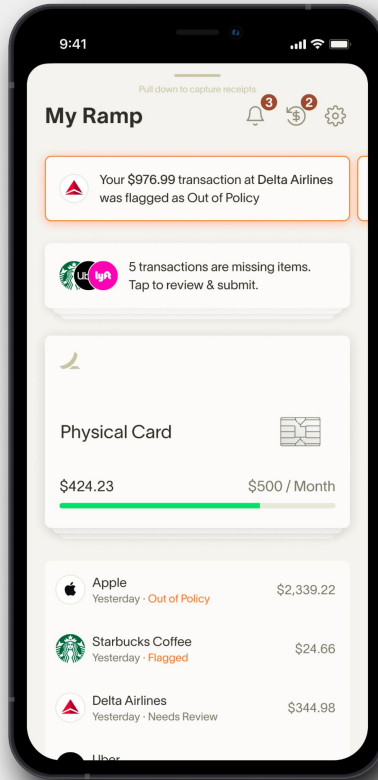 9:41
Pull down to capture receipts
My Ramp
3
2
Your $976.99 transaction at Delta Airlines
was flagged as Out of Policy
Ub
lyft
5 transactions are missing items.
Tap to review & submit.
Physical Card
$424.23
$500 / Month
Apple
Yesterday · Out of Policy
$2,339.22
Starbucks Coffee
Yesterday · Flagged
$24.66
Delta Airlines
Yesterday · Needs Review
$344.98
Uber